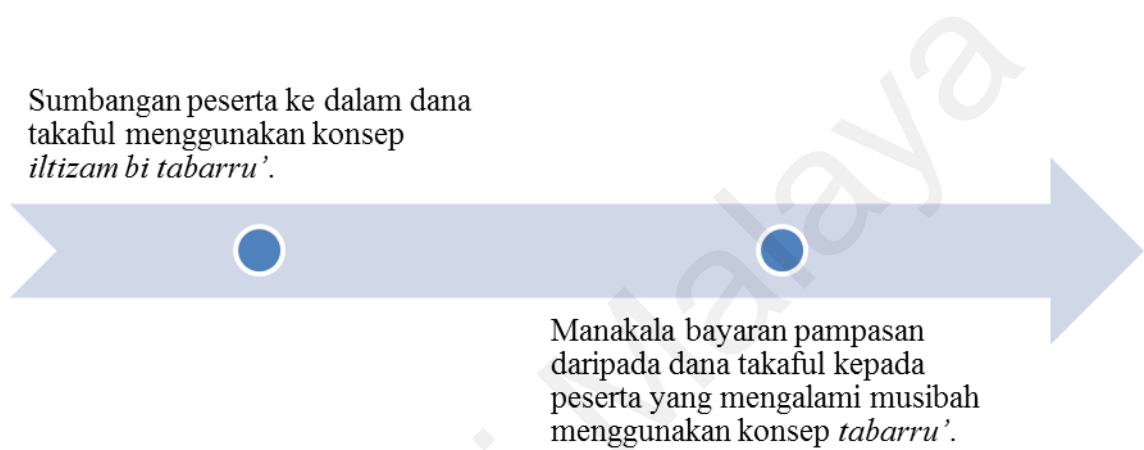 Sumbangan peserta ke dalam dana
takaful menggunakan konsep
iltizam bi tabarru’.
Manakala bayaran pampasan
daripada dana takaful kepada
peserta yang mengalami musibah
menggunakan konsep tabarru’.
Malaya